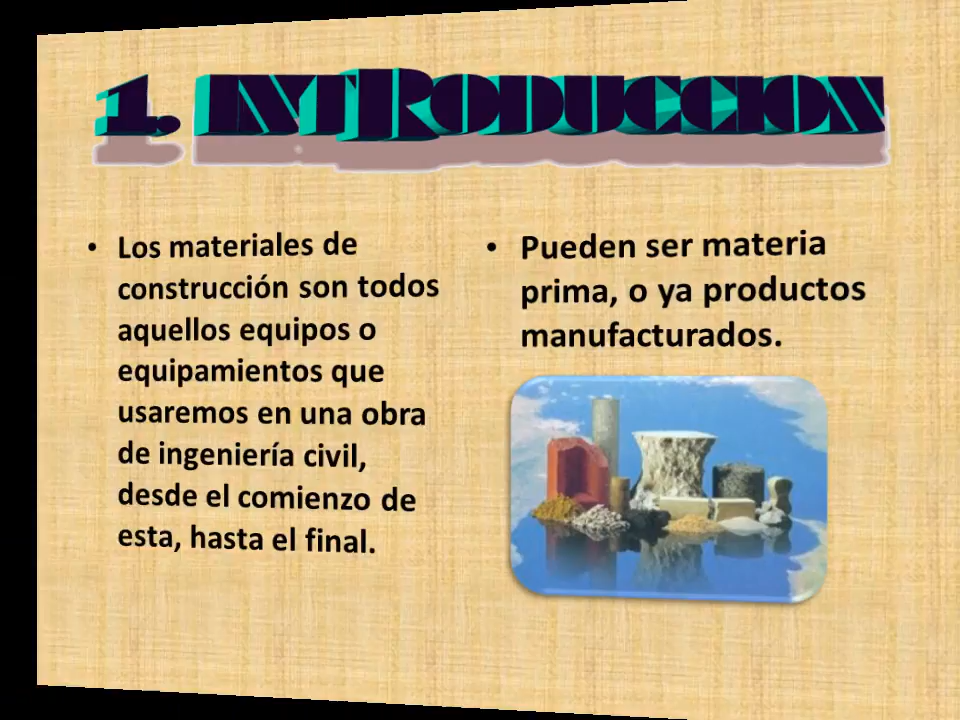 1. INTRODUCCION
• Los materiales de
construcción son todos
aquellos equipos o
equipamientos que
usaremos en una obra
de ingeniería civil,
desde el comienzo de
esta, hasta el final.
• Pueden ser materia
prima, o ya productos
manufacturados.